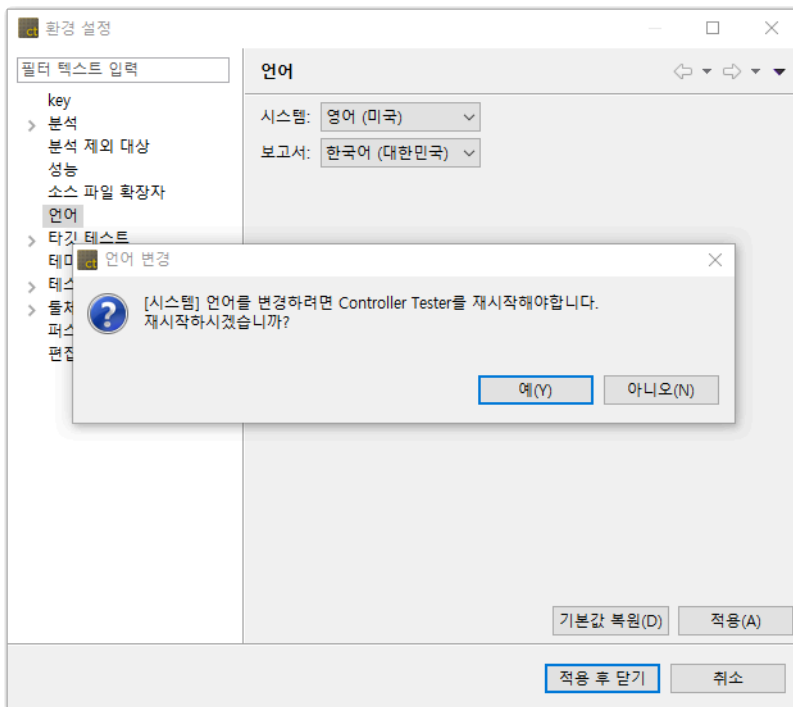 ct 환경 설정
필터 텍스트 입력
key
분석
분석 제외 대상
성능
소스 파일 확장자
언어
타깃 테스트
언어
시스템: 영어 (미국)
보고서: 한국어 (대한민국)
ct 언어 변경
[시스템] 언어를 변경하려면 Controller Tester를 재시작해야합니다.
재시작하시겠습니까?
예(Y) 아니오(N)
기본값 복원(D) 적용(A)
적용 후 닫기 취소